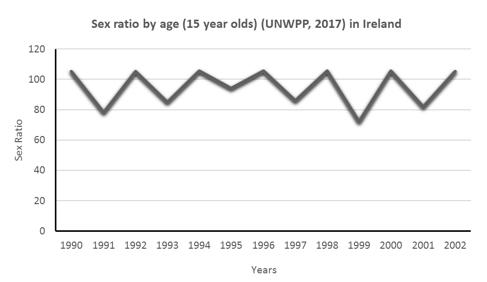 Sex ratio by age (15 year olds) (UNWPP, 2017) in Ireland
120
100
80
60
40
20
0
Sex Ratio
1990 1991 1992 1993 1994 1995 1996 1997 1998 1999 2000 2001 2002
Years